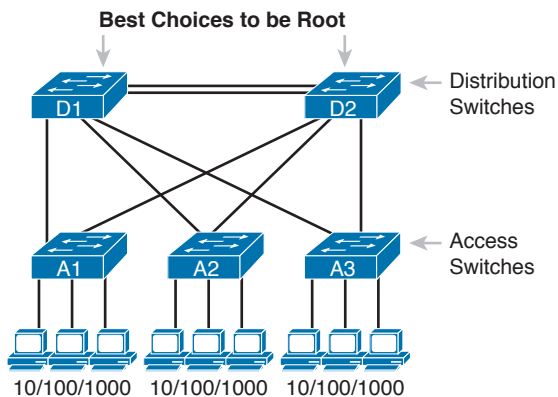 Best Choices to be Root
D1
D2
Distribution
Switches
A1
A2
A3
Access
Switches
10/100/1000
10/100/1000
10/100/1000